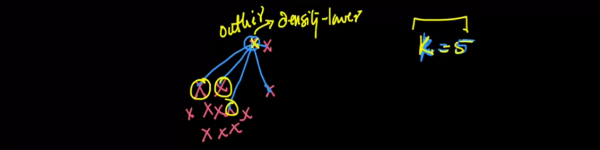 outlier → density-lower
K = 5